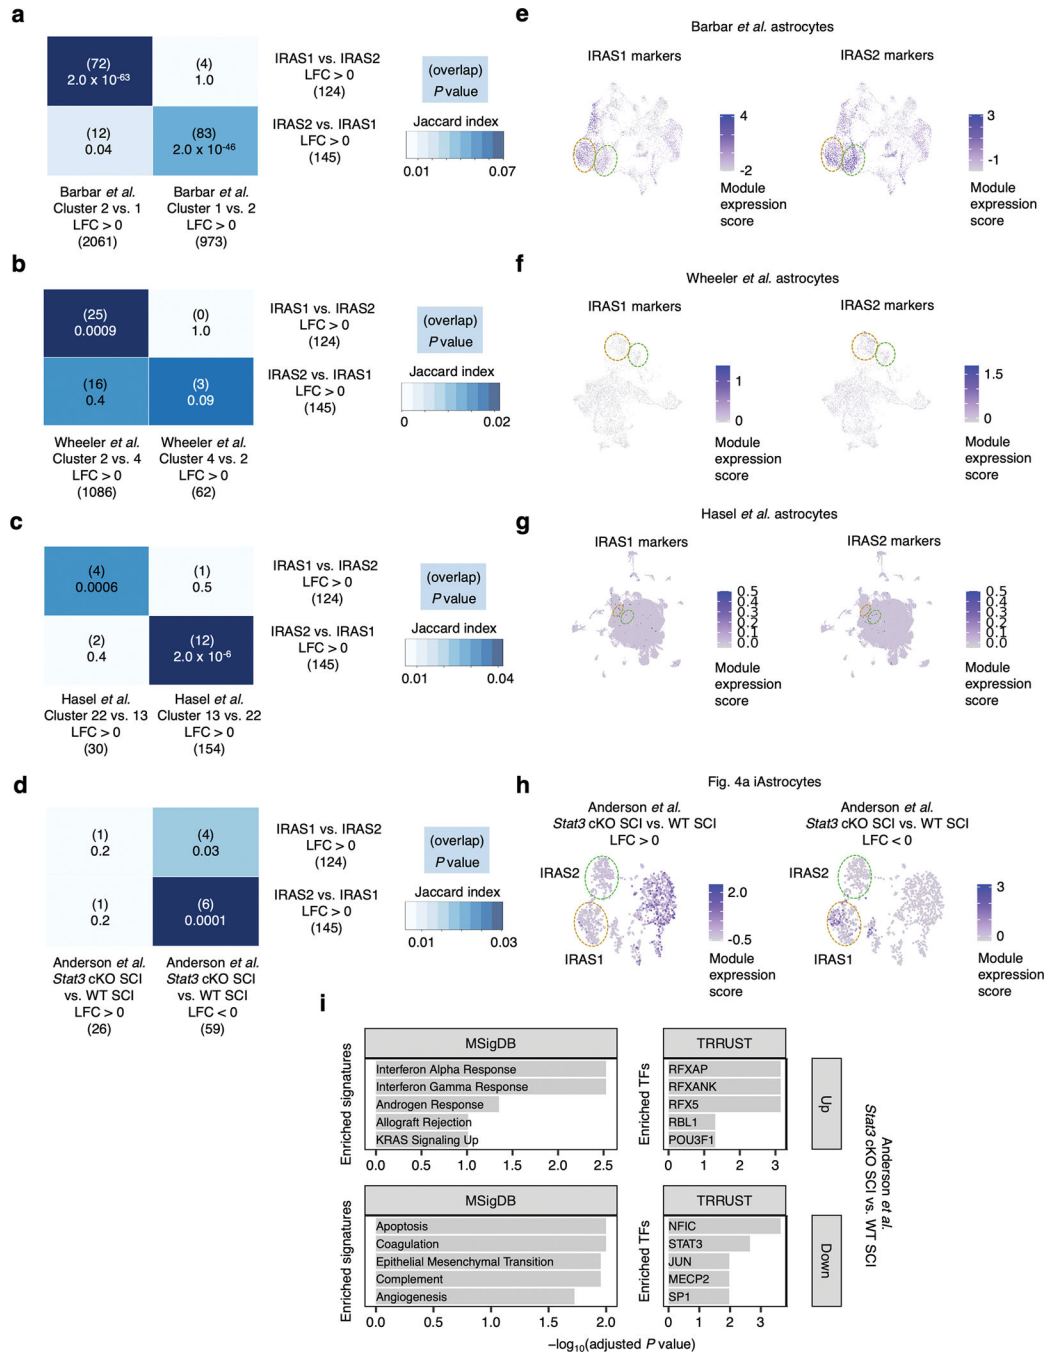 a
(72)
2.0 x 10-63
(4)
1.0
(12)
0.04
(83)
2.0 x 10-46
IRAS1 vs. IRAS2
LFC > 0
(124)
IRAS2 vs. IRAS1
LFC > 0
(145)
(overlap)
P value
Jaccard index
0.01 0.07
Barbar et al.
Cluster 2 vs. 1
LFC > 0
(2061)
Barbar et al.
Cluster 1 vs. 2
LFC > 0
(973)
b
(25)
0.0009
(0)
1.0
(16)
0.4
(3)
0.09
IRAS1 vs. IRAS2
LFC > 0
(124)
IRAS2 vs. IRAS1
LFC > 0
(145)
(overlap)
P value
Jaccard index
0 0.02
Wheeler et al.
Cluster 2 vs. 4
LFC > 0
(1086)
Wheeler et al.
Cluster 4 vs. 2
LFC > 0
(62)
c
(4)
0.0006
(1)
0.5
(2)
0.4
(12)
2.0 x 10-6
IRAS1 vs. IRAS2
LFC > 0
(124)
IRAS2 vs. IRAS1
LFC > 0
(145)
(overlap)
P value
Jaccard index
0.01 0.04
Hasel et al.
Cluster 22 vs. 13
LFC > 0
(30)
Hasel et al.
Cluster 13 vs. 22
LFC > 0
(154)
d
(1)
0.2
(4)
0.03
(1)
0.2
(6)
0.0001
IRAS1 vs. IRAS2
LFC > 0
(124)
IRAS2 vs. IRAS1
LFC > 0
(145)
(overlap)
P value
Jaccard index
0.01 0.03
Anderson et al.
Stat3 cKO SCI
vs. WT SCI
LFC > 0
(26)
Anderson et al.
Stat3 cKO SCI
vs. WT SCI
LFC < 0
(59)
e
Barbar et al. astrocytes
IRAS1 markers
4
-2
Module
expression
score
IRAS2 markers
3
-1
Module
expression
score
f
Wheeler et al. astrocytes
IRAS1 markers
1
0
Module
expression
score
IRAS2 markers
1.5
0
Module
expression
score
g
Hasel et al. astrocytes
IRAS1 markers
0.5
0.4
0.3
0.2
0.1
0.0
Module
expression
score
IRAS2 markers
0.5
0.4
0.3
0.2
0.1
0.0
Module
expression
score
h
Fig. 4a iAstrocytes
Anderson et al.
Stat3 cKO SCI vs. WT SCI
LFC > 0
IRAS2
IRAS1
2.0
-0.5
Module
expression
score
Anderson et al.
Stat3 cKO SCI vs. WT SCI
LFC < 0
IRAS2
IRAS1
3
0
Module
expression
score
i
MSigDB
Enriched signatures
Interferon Alpha Response
Interferon Gamma Response
Androgen Response
Allograft Rejection
KRAS Signaling Up
0.0 0.5 1.0 1.5 2.0 2.5
TRRUST
Enriched TFs
RFXAP
RFXANK
RFX5
RBL1
POU3F1
0 1 2 3
Up
MSigDB
Enriched signatures
Apoptosis
Coagulation
Epithelial Mesenchymal Transition
Complement
Angiogenesis
0.0 0.5 1.0 1.5 2.0
TRRUST
Enriched TFs
NFIC
STAT3
JUN
MECP2
SP1
0 1 2 3
Down
Anderson et al.
Stat3 cKO SCI vs. WT SCI
−log10(adjusted P value)